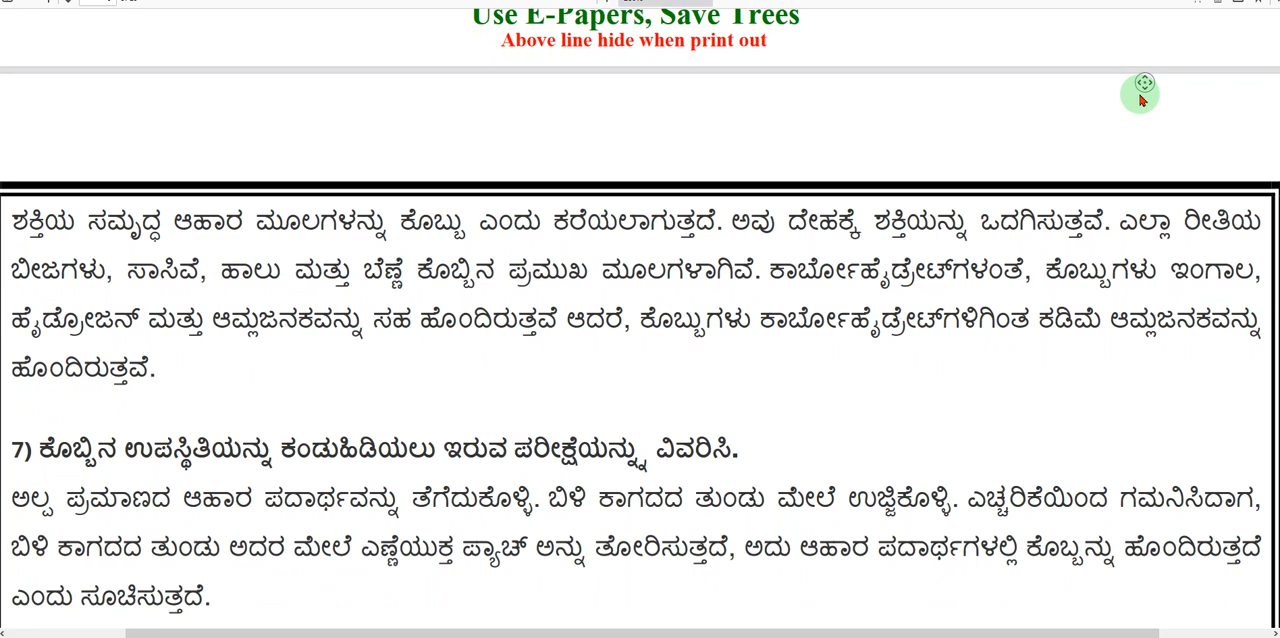 Use E-Papers, Save Trees
Above line hide when print out
ಶಕ್ತಿಯ ಸಮೃದ್ಧ ಆಹಾರ ಮೂಲಗಳನ್ನು ಕೊಬ್ಬು ಎಂದು ಕರೆಯಲಾಗುತ್ತದೆ. ಅವು ದೇಹಕ್ಕೆ ಶಕ್ತಿಯನ್ನು ಒದಗಿಸುತ್ತವೆ. ಎಲ್ಲಾ ರೀತಿಯ
ಬೀಜಗಳು, ಸಾಸಿವೆ, ಹಾಲು ಮತ್ತು ಬೆಣ್ಣೆ ಕೊಬ್ಬಿನ ಪ್ರಮುಖ ಮೂಲಗಳಾಗಿವೆ. ಕಾರ್ಬೋಹೈಡ್ರೇಟ್‌ಗಳಂತೆ, ಕೊಬ್ಬುಗಳು ಇಂಗಾಲ,
ಹೈಡ್ರೋಜನ್ ಮತ್ತು ಆಮ್ಲಜನಕವನ್ನು ಸಹ ಹೊಂದಿರುತ್ತವೆ ಆದರೆ, ಕೊಬ್ಬುಗಳು ಕಾರ್ಬೋಹೈಡ್ರೇಟ್‌ಗಳಿಗಿಂತ ಕಡಿಮೆ ಆಮ್ಲಜನಕವನ್ನು
ಹೊಂದಿರುತ್ತವೆ.
7) ಕೊಬ್ಬಿನ ಉಪಸ್ಥಿತಿಯನ್ನು ಕಂಡುಹಿಡಿಯಲು ಇರುವ ಪರೀಕ್ಷೆಯನ್ನ್ನು ವಿವರಿಸಿ.
ಅಲ್ಪ ಪ್ರಮಾಣದ ಆಹಾರ ಪದಾರ್ಥವನ್ನು ತೆಗೆದುಕೊಳ್ಳಿ. ಬಿಳಿ ಕಾಗದದ ತುಂಡು ಮೇಲೆ ಉಜ್ಜಿಕೊಳ್ಳಿ. ಎಚ್ಚರಿಕೆಯಿಂದ ಗಮನಿಸಿದಾಗ,
ಬಿಳಿ ಕಾಗದದ ತುಂಡು ಅದರ ಮೇಲೆ ಎಣ್ಣೆಯುಕ್ತ ಪ್ಯಾಚ್ ಅನ್ನು ತೋರಿಸುತ್ತದೆ, ಅದು ಆಹಾರ ಪದಾರ್ಥಗಳಲ್ಲಿ ಕೊಬ್ಬನ್ನು ಹೊಂದಿರುತ್ತದೆ
ಎಂದು ಸೂಚಿಸುತ್ತದೆ.